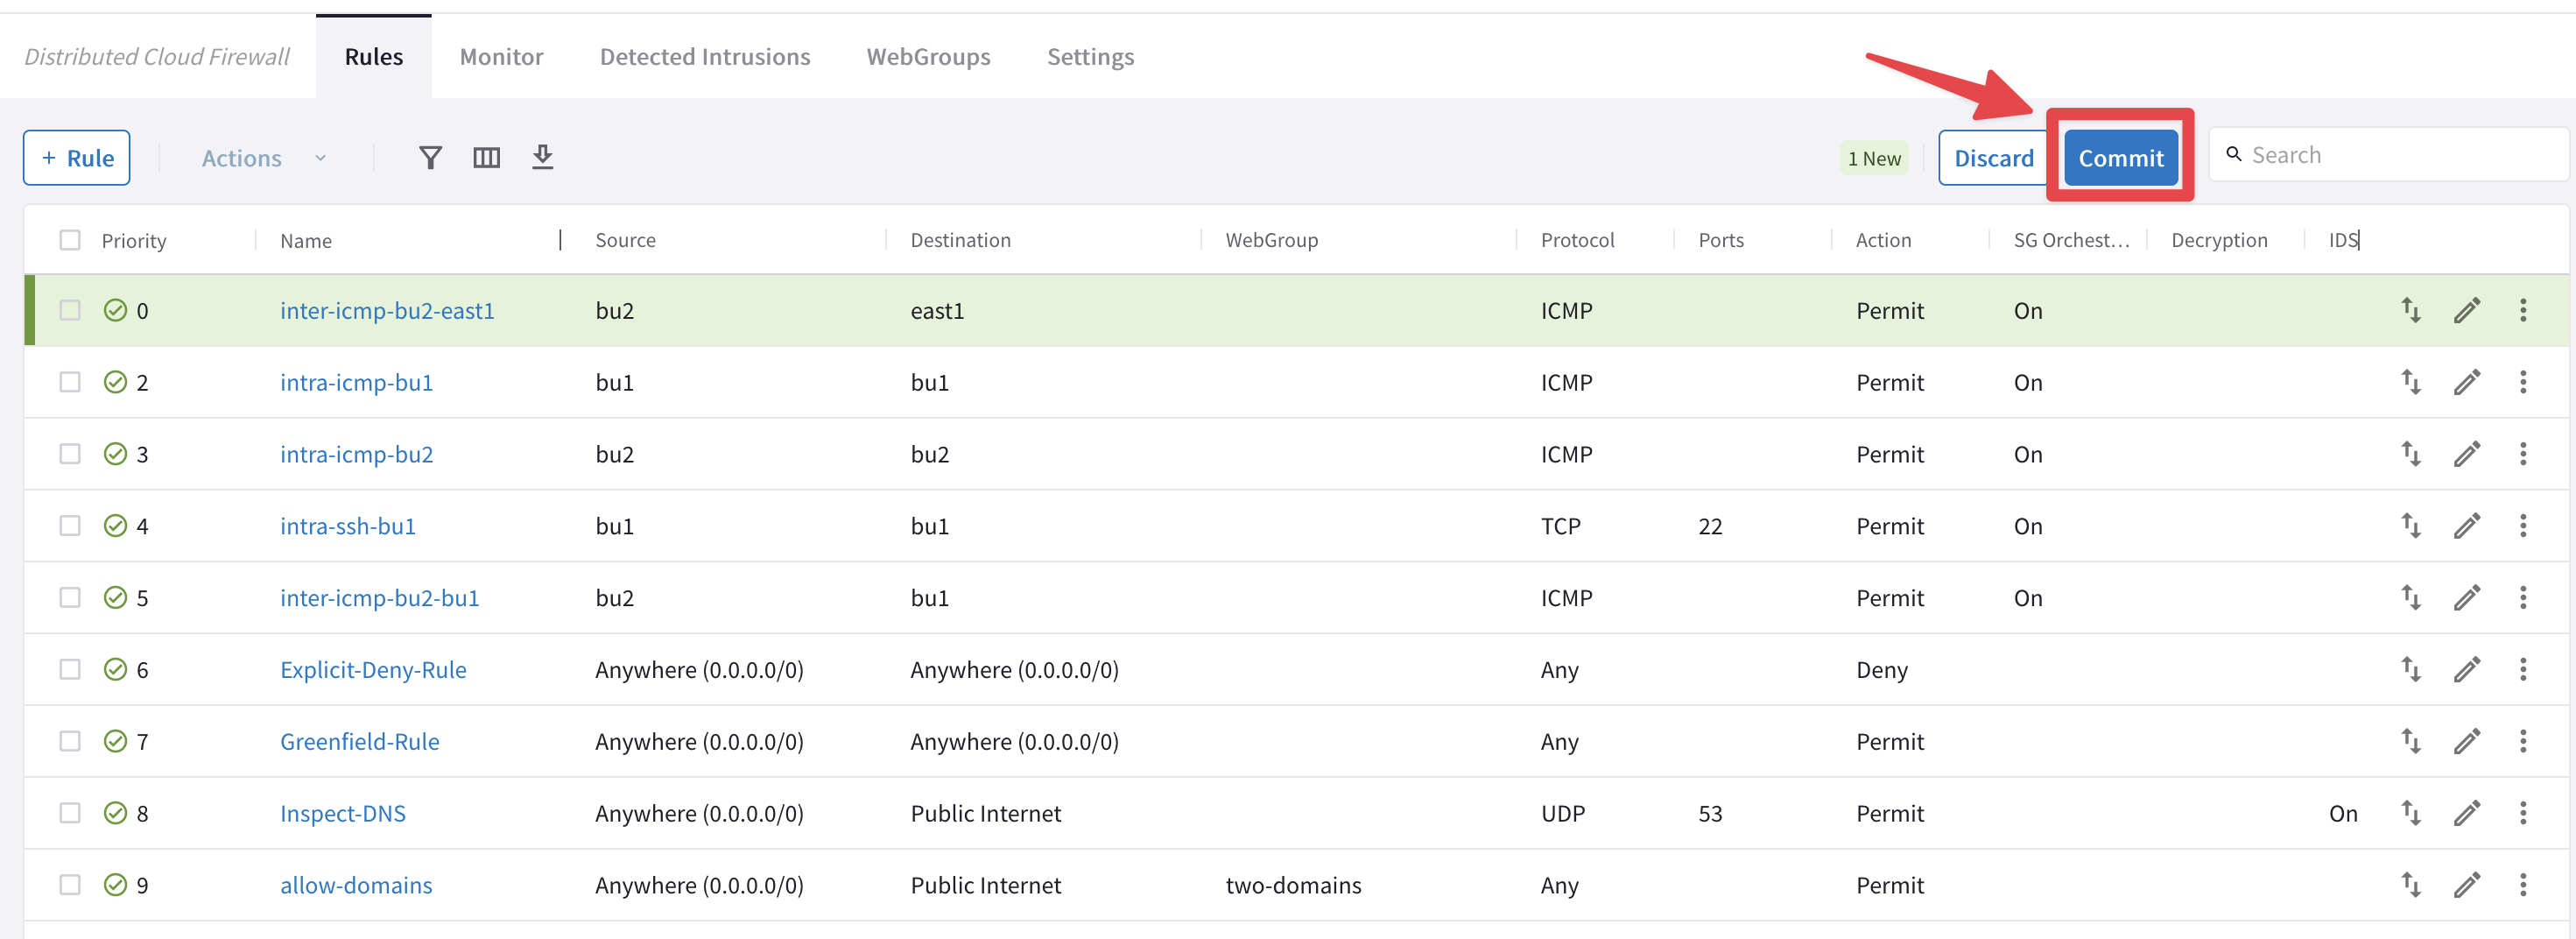 Distributed Cloud Firewall Rules Monitor Detected Intrusions WebGroups Settings
+ Rule Actions 1 New Discard Commit Search
Priority Name Source Destination WebGroup Protocol Ports Action SG Orchest... Decryption IDS
0 inter-icmp-bu2-east1 bu2 east1 ICMP Permit On
2 intra-icmp-bu1 bu1 bu1 ICMP Permit On
3 intra-icmp-bu2 bu2 bu2 ICMP Permit On
4 intra-ssh-bu1 bu1 bu1 TCP 22 Permit On
5 inter-icmp-bu2-bu1 bu2 bu1 ICMP Permit On
6 Explicit-Deny-Rule Anywhere (0.0.0.0/0) Anywhere (0.0.0.0/0) Any Deny
7 Greenfield-Rule Anywhere (0.0.0.0/0) Anywhere (0.0.0.0/0) Any Permit
8 Inspect-DNS Anywhere (0.0.0.0/0) Public Internet UDP 53 Permit On
9 allow-domains Anywhere (0.0.0.0/0) Public Internet two-domains Any Permit